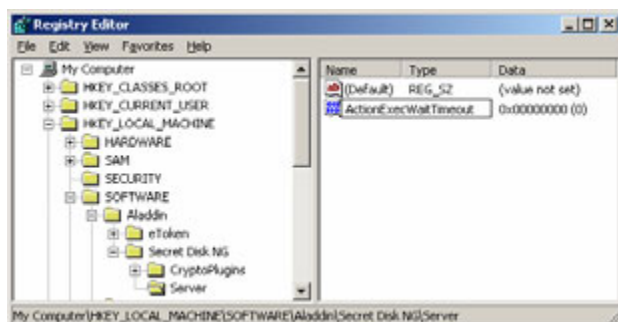 Registry Editor
File Edit View Favorites Help
My Computer
HKEY_CLASSES_ROOT
HKEY_CURRENT_USER
HKEY_LOCAL_MACHINE
HARDWARE
SAM
SECURITY
SOFTWARE
Aladdin
eToken
Secret Disk NG
CryptoPlugins
Server
Name Type Data
(Default) REG_SZ (value not set)
ActionExecWaitTimeout 0x00000000 (0)
My Computer\HKEY_LOCAL_MACHINE\SOFTWARE\Aladdin\Secret Disk NG\Server